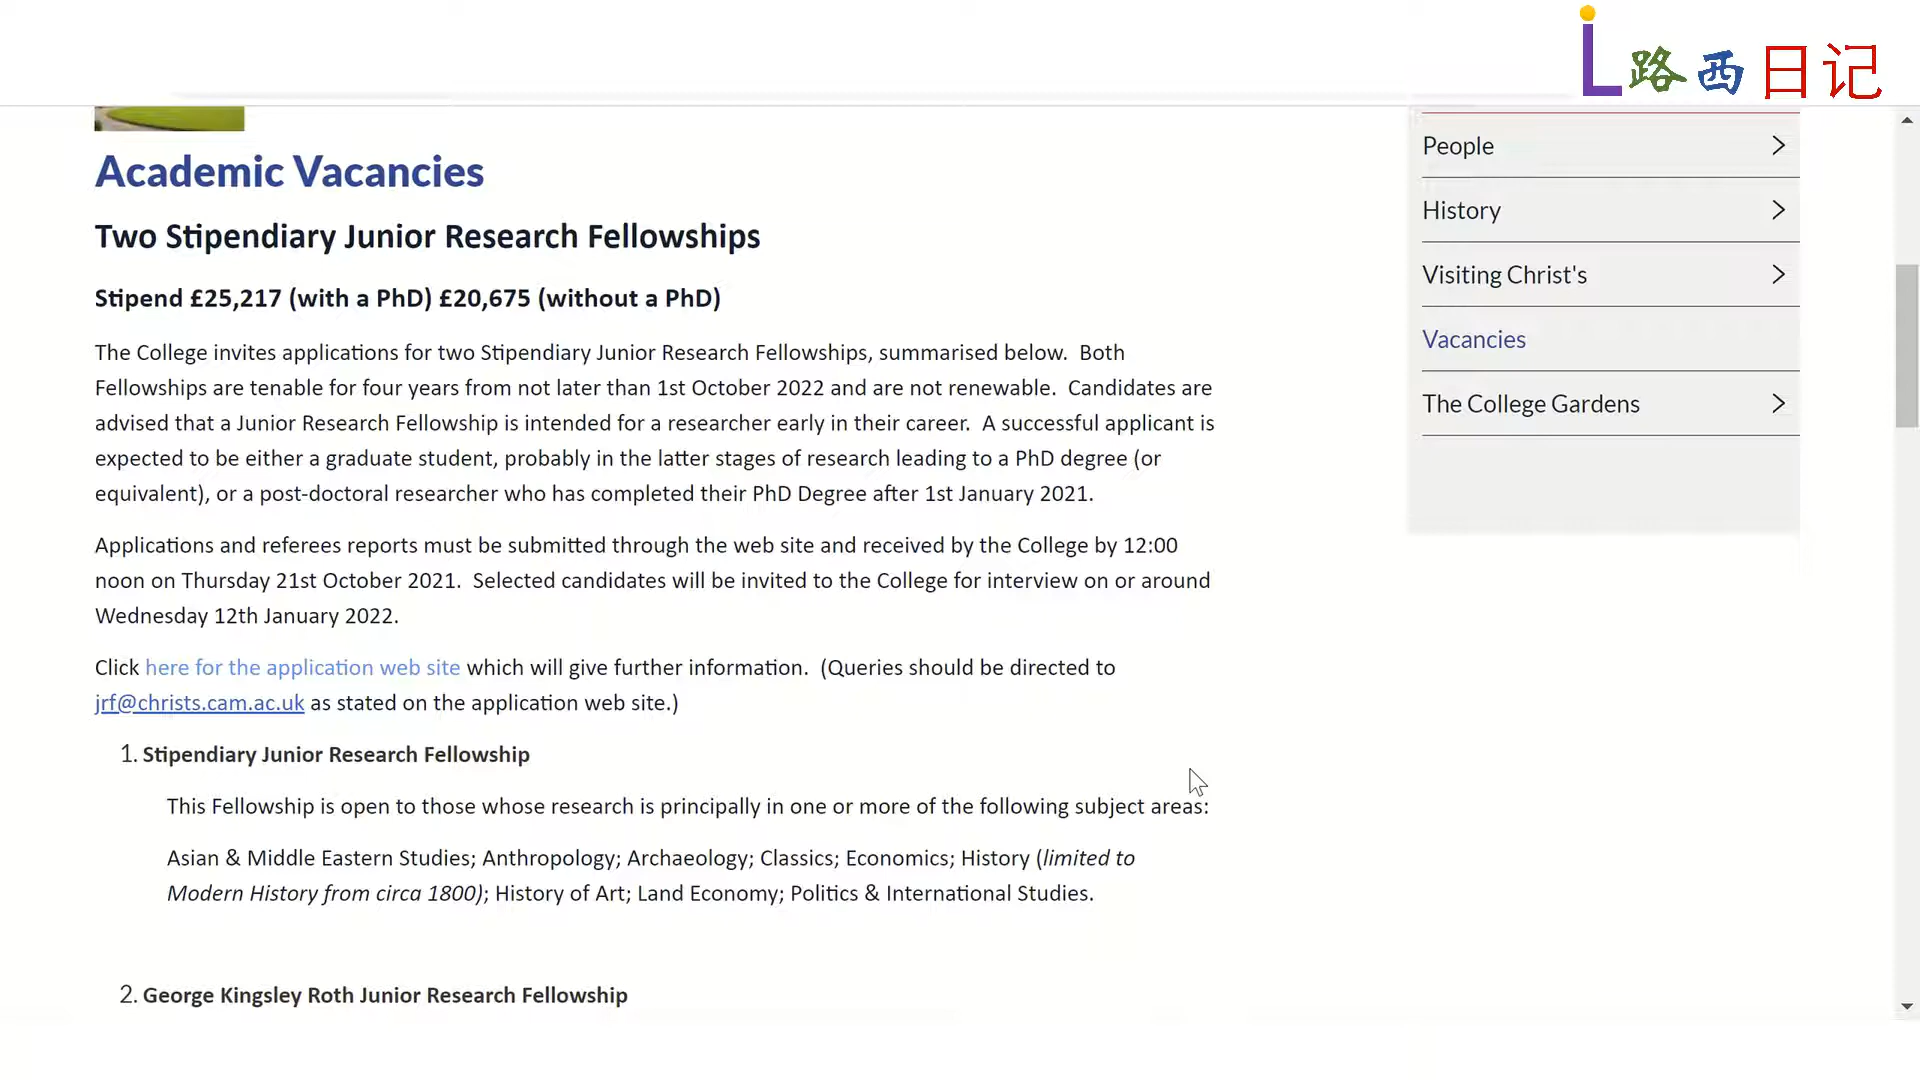 L路西日记
Academic Vacancies
Two Stipendiary Junior Research Fellowships
Stipend £25,217 (with a PhD) £20,675 (without a PhD)
The College invites applications for two Stipendiary Junior Research Fellowships, summarised below.  Both
Fellowships are tenable for four years from not later than 1st October 2022 and are not renewable.  Candidates are
advised that a Junior Research Fellowship is intended for a researcher early in their career.  A successful applicant is
expected to be either a graduate student, probably in the latter stages of research leading to a PhD degree (or
equivalent), or a post-doctoral researcher who has completed their PhD Degree after 1st January 2021.
Applications and referees reports must be submitted through the web site and received by the College by 12:00
noon on Thursday 21st October 2021.  Selected candidates will be invited to the College for interview on or around
Wednesday 12th January 2022.
Click here for the application web site which will give further information.  (Queries should be directed to
jrf@christs.cam.ac.uk as stated on the application web site.)
1. Stipendiary Junior Research Fellowship
This Fellowship is open to those whose research is principally in one or more of the following subject areas:
Asian & Middle Eastern Studies; Anthropology; Archaeology; Classics; Economics; History (limited to
Modern History from circa 1800); History of Art; Land Economy; Politics & International Studies.
2. George Kingsley Roth Junior Research Fellowship
People
History
Visiting Christ's
Vacancies
The College Gardens